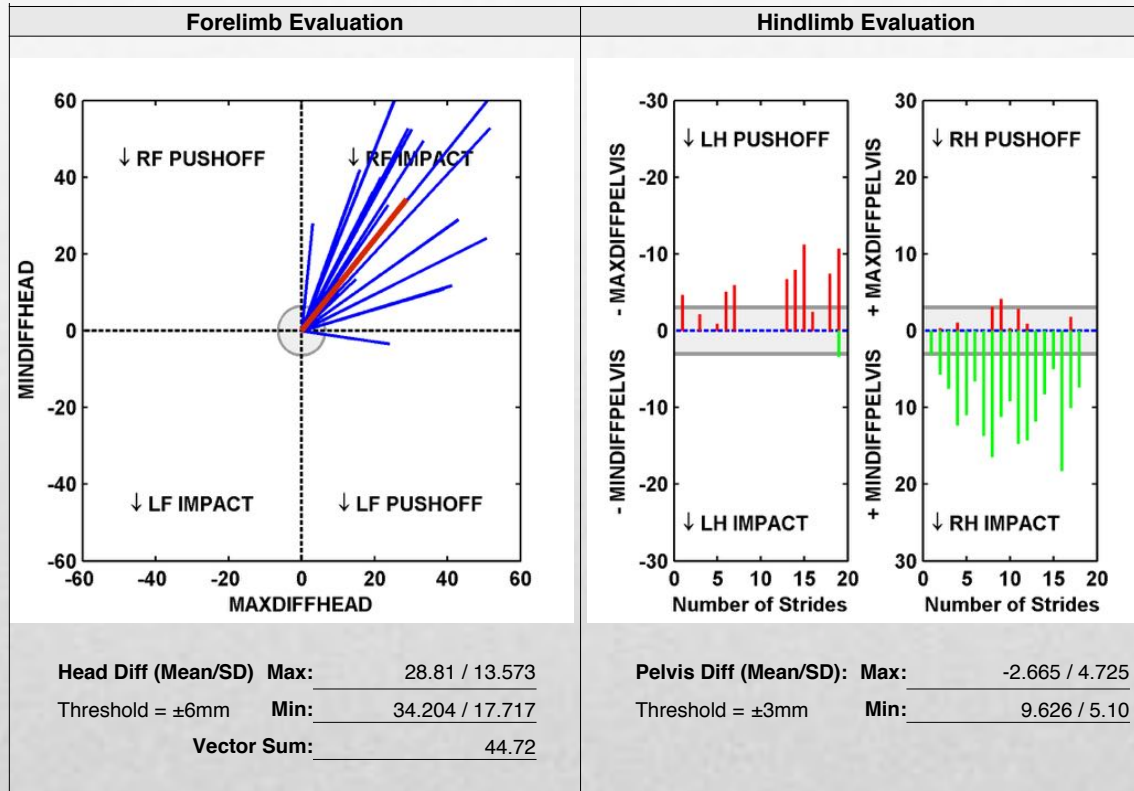 Forelimb Evaluation
Hindlimb Evaluation
60
40
20
0
-20
-40
-60
-60 -40 -20 0 20 40 60
MINDIFFHEAD
MAXDIFFHEAD
↓ RF PUSHOFF
↓ RF IMPACT
↓ LF IMPACT
↓ LF PUSHOFF
-30
-20
-10
0
-10
-20
-30
- MAXDIFFPELVIS
- MINDIFFPELVIS
↓ LH PUSHOFF
↓ LH IMPACT
0 5 10 15 20
Number of Strides
30
20
10
0
10
20
30
+ MAXDIFFPELVIS
+ MINDIFFPELVIS
↓ RH PUSHOFF
↓ RH IMPACT
0 5 10 15 20
Number of Strides
Head Diff (Mean/SD) Max: 28.81 / 13.573
Threshold = ±6mm Min: 34.204 / 17.717
Vector Sum: 44.72
Pelvis Diff (Mean/SD): Max: -2.665 / 4.725
Threshold = ±3mm Min: 9.626 / 5.10